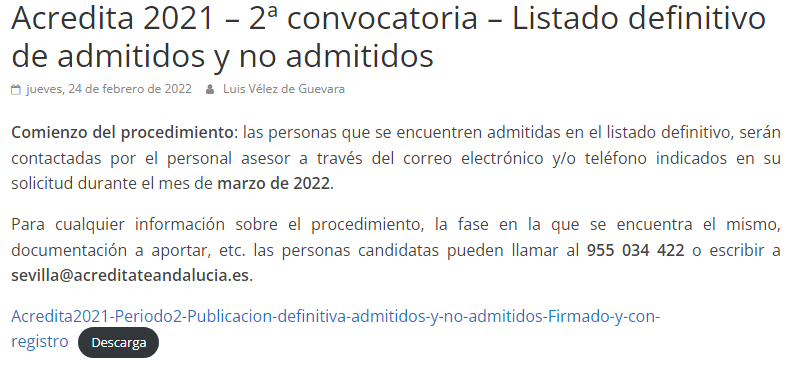 Acredita 2021 – 2ª convocatoria – Listado definitivo
de admitidos y no admitidos
jueves, 24 de febrero de 2022 Luis Vélez de Guevara
Comienzo del procedimiento: las personas que se encuentren admitidas en el listado definitivo, serán
contactadas por el personal asesor a través del correo electrónico y/o teléfono indicados en su
solicitud durante el mes de marzo de 2022.
Para cualquier información sobre el procedimiento, la fase en la que se encuentra el mismo,
documentación a aportar, etc. las personas candidatas pueden llamar al 955 034 422 o escribir a
sevilla@acreditateandalucia.es.
Acredita2021-Periodo2-Publicacion-definitiva-admitidos-y-no-admitidos-Firmado-y-con-
registro Descarga